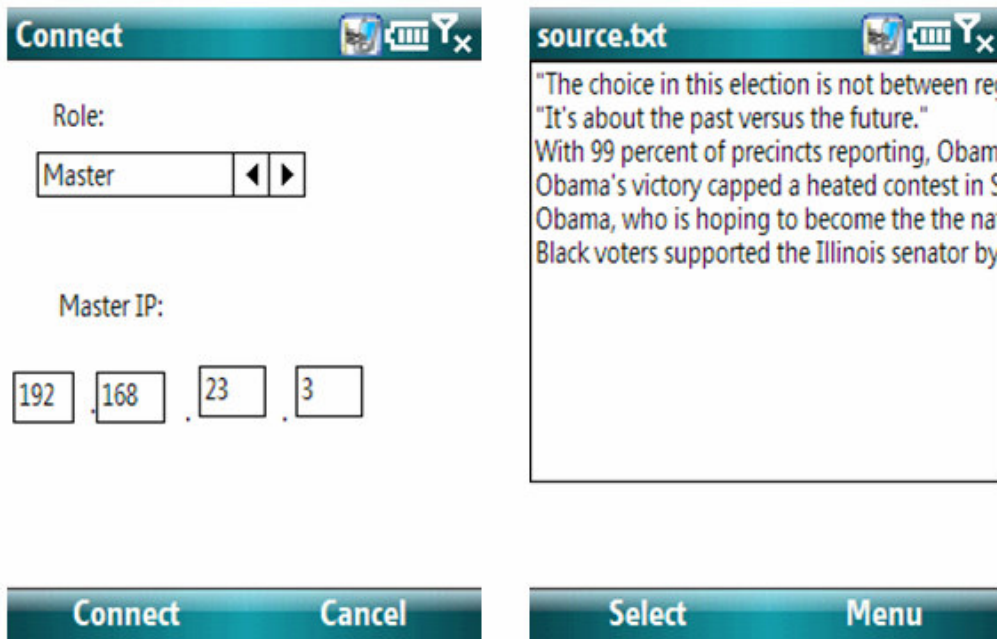 Connect
Role:
Master
Master IP:
192 . 168 . 23 . 3
Connect Cancel
source.txt
"The choice in this election is not between
"It's about the past versus the future."
With 99 percent of precincts reporting, Obam
Obama's victory capped a heated contest in S
Obama, who is hoping to become the the na
Black voters supported the Illinois senator by
Select Menu